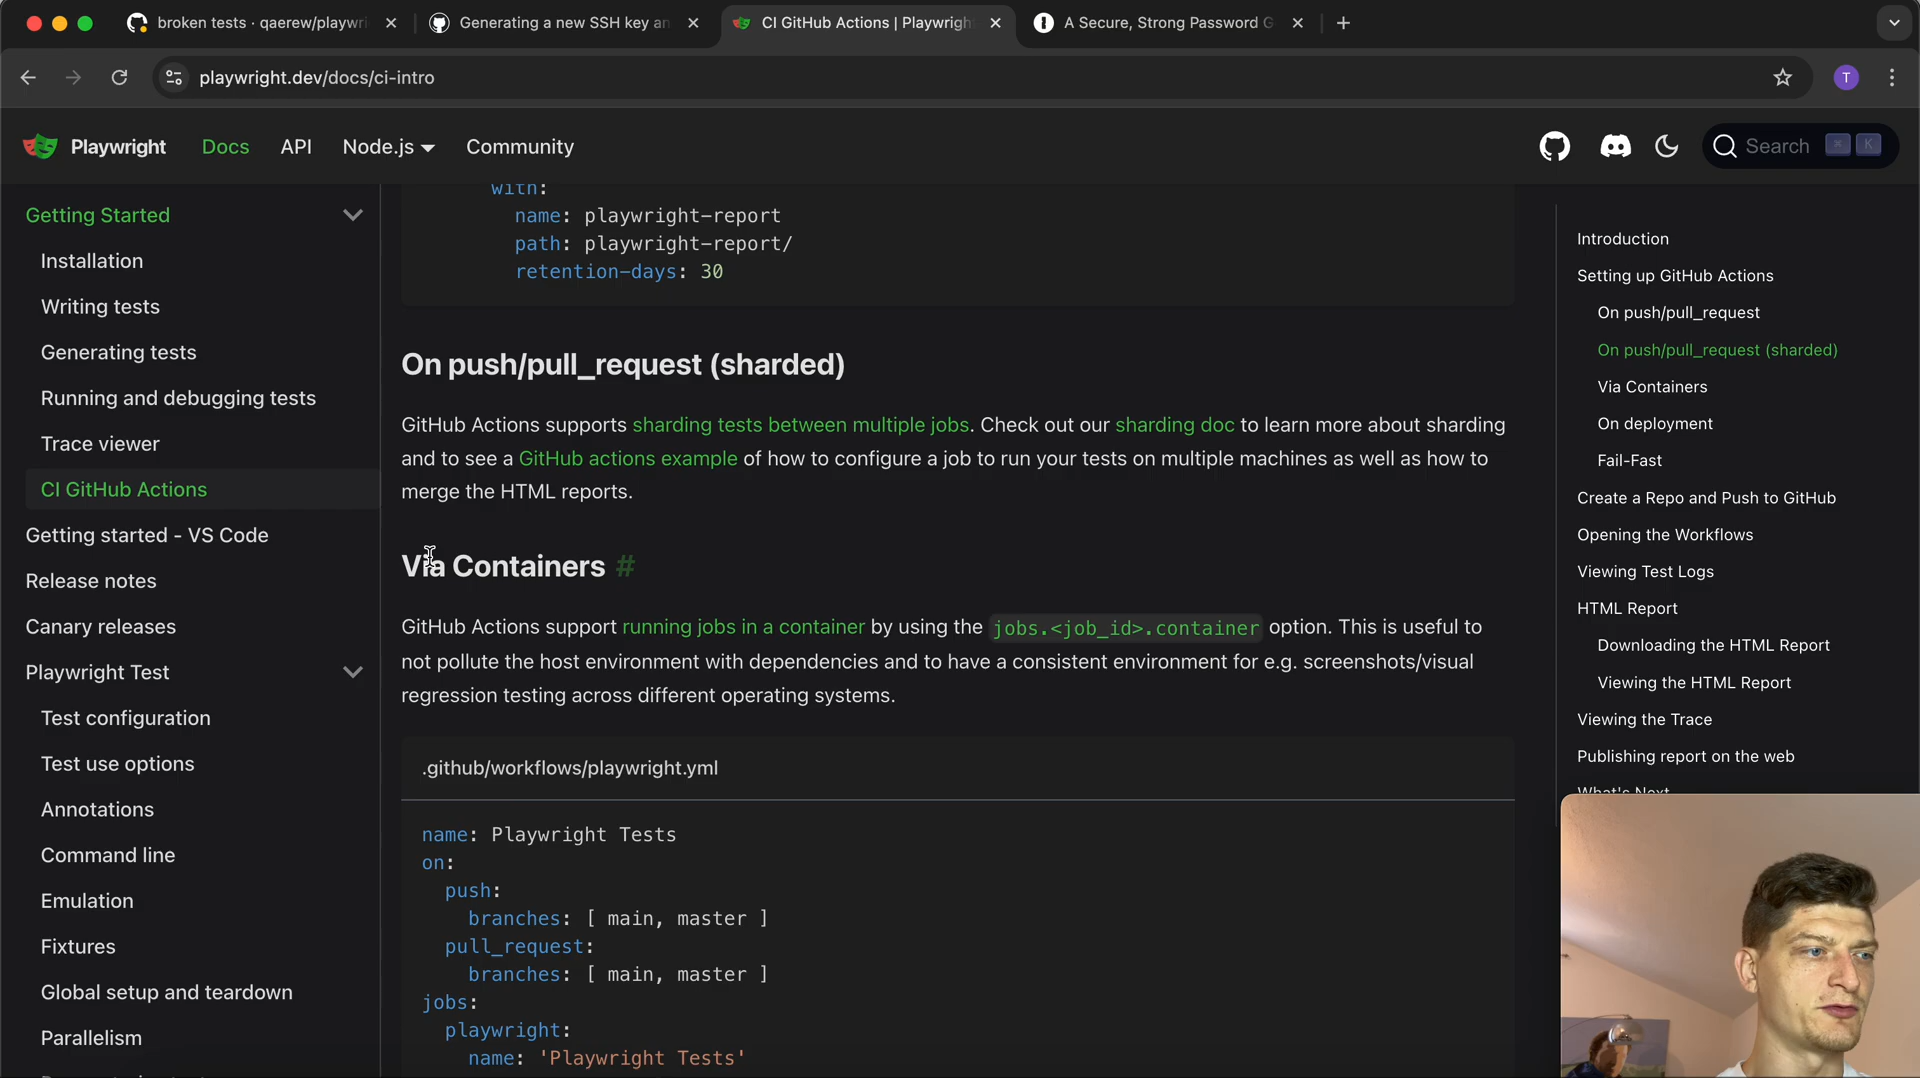 broken tests · qaerew/playwri
Generating a new SSH key an
CI GitHub Actions | Playwrigh
A Secure, Strong Password G
playwright.dev/docs/ci-intro
T
Playwright
Docs
API
Node.js
Community
Search
K
Getting Started
Installation
Writing tests
Generating tests
Running and debugging tests
Trace viewer
CI GitHub Actions
Getting started - VS Code
Release notes
Canary releases
Playwright Test
Test configuration
Test use options
Annotations
Command line
Emulation
Fixtures
Global setup and teardown
Parallelism
with:
name: playwright-report
path: playwright-report/
retention-days: 30
On push/pull_request (sharded)
GitHub Actions supports sharding tests between multiple jobs. Check out our sharding doc to learn more about sharding
and to see a GitHub actions example of how to configure a job to run your tests on multiple machines as well as how to
merge the HTML reports.
Via Containers #
GitHub Actions support running jobs in a container by using the jobs.<job_id>.container option. This is useful to
not pollute the host environment with dependencies and to have a consistent environment for e.g. screenshots/visual
regression testing across different operating systems.
.github/workflows/playwright.yml
name: Playwright Tests
on:
push:
branches: [ main, master ]
pull_request:
branches: [ main, master ]
jobs:
playwright:
name: 'Playwright Tests'
Introduction
Setting up GitHub Actions
On push/pull_request
On push/pull_request (sharded)
Via Containers
On deployment
Fail-Fast
Create a Repo and Push to GitHub
Opening the Workflows
Viewing Test Logs
HTML Report
Downloading the HTML Report
Viewing the HTML Report
Viewing the Trace
Publishing report on the web
What's Next